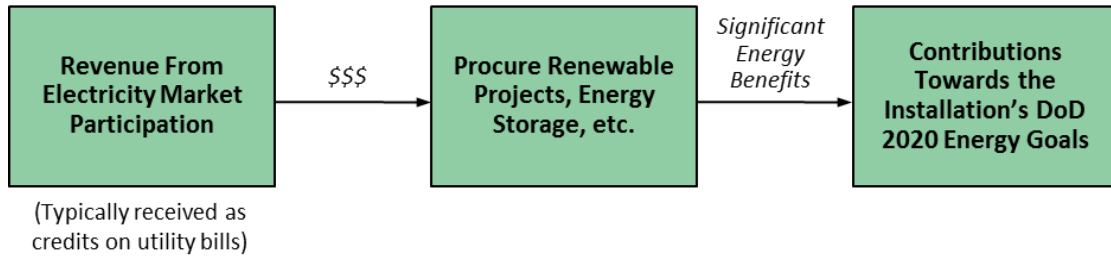 Revenue From
Electricity Market
Participation
(Typically received as
credits on utility bills)
$$$
Procure Renewable
Projects, Energy
Storage, etc.
Significant
Energy
Benefits
Contributions
Towards the
Installation's DoD
2020 Energy Goals